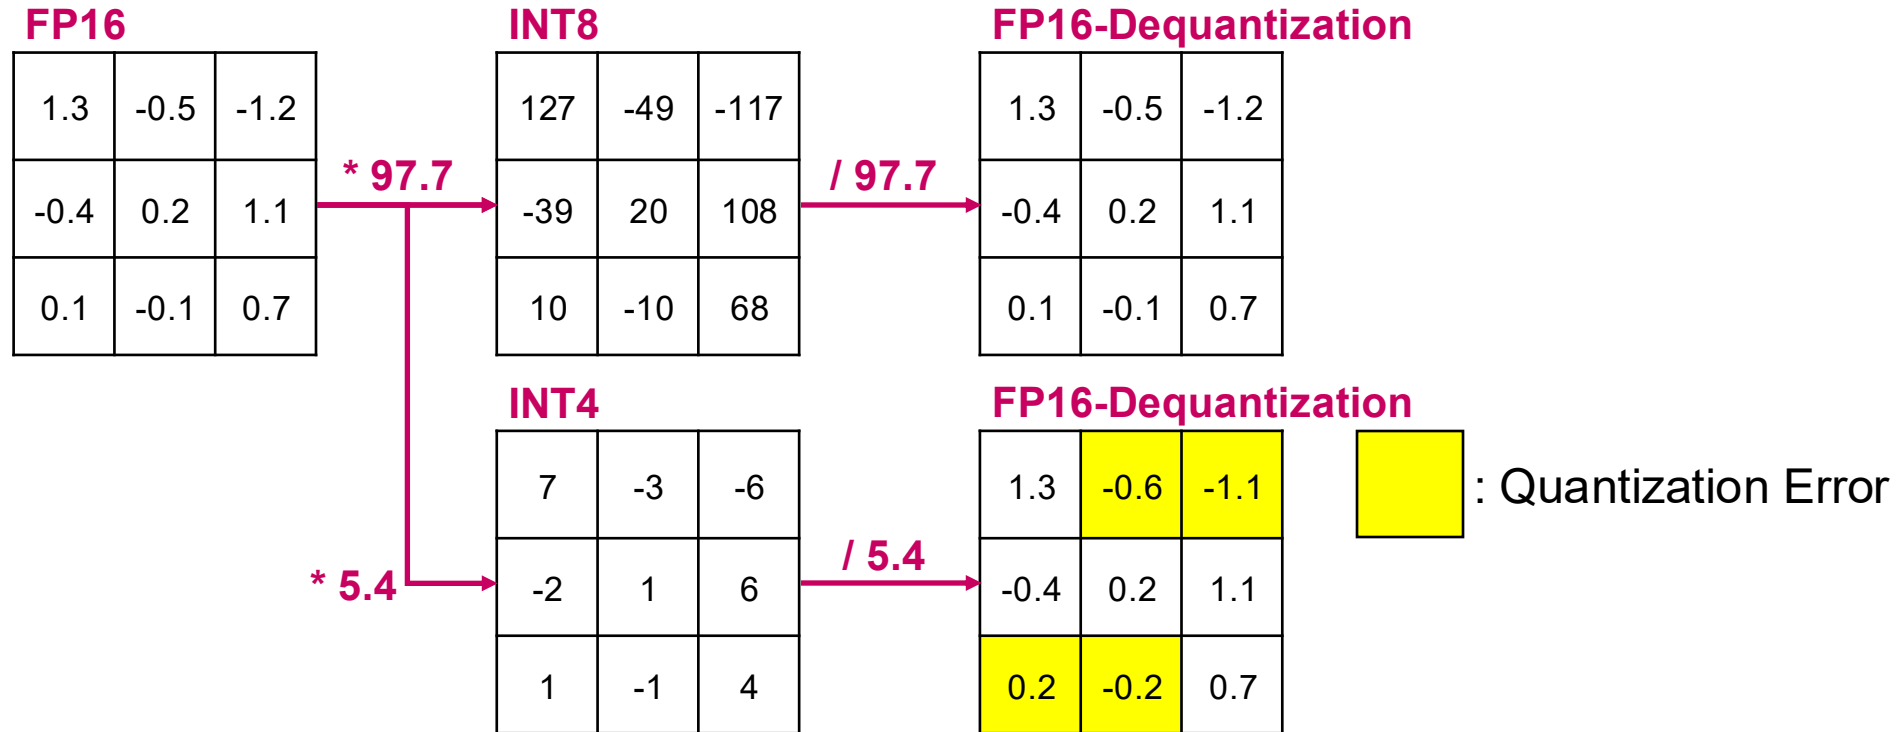 FP16 INT8 FP16-Dequantization
1.3 -0.5 -1.2 127 -49 -117 1.3 -0.5 -1.2
* 97.7 / 97.7
-0.4 0.2 1.1 -39 20 108 -0.4 0.2 1.1
0.1 -0.1 0.7 10 -10 68 0.1 -0.1 0.7
INT4 FP16-Dequantization
7 -3 -6 1.3 -0.6 -1.1 : Quantization Error
* 5.4 / 5.4
-2 1 6 -0.4 0.2 1.1
1 -1 4 0.2 -0.2 0.7